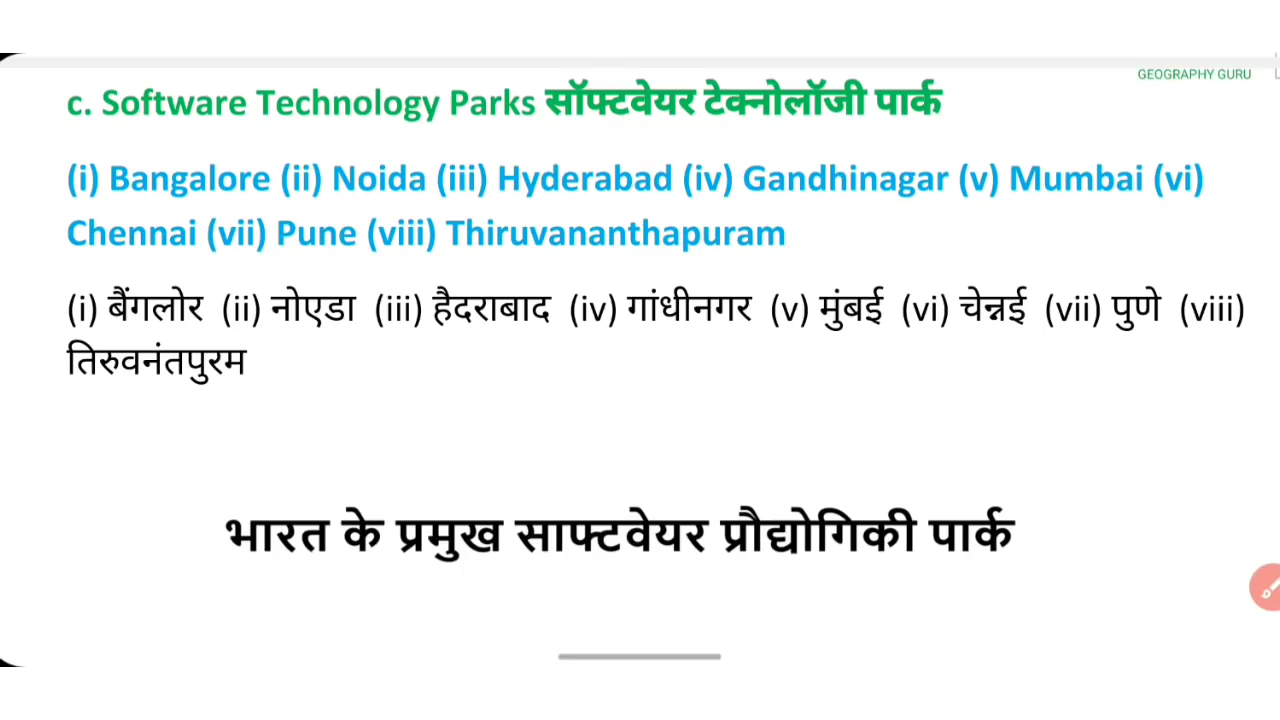 GEOGRAPHY GURU
c. Software Technology Parks सॉफ्टवेयर टेक्नोलॉजी पार्क
(i) Bangalore (ii) Noida (iii) Hyderabad (iv) Gandhinagar (v) Mumbai (vi)
Chennai (vii) Pune (viii) Thiruvananthapuram
(i) बैंगलोर (ii) नोएडा (iii) हैदराबाद (iv) गांधीनगर (v) मुंबई (vi) चेन्नई (vii) पुणे (viii)
तिरुवनंतपुरम
भारत के प्रमुख साफ्टवेयर प्रौद्योगिकी पार्क